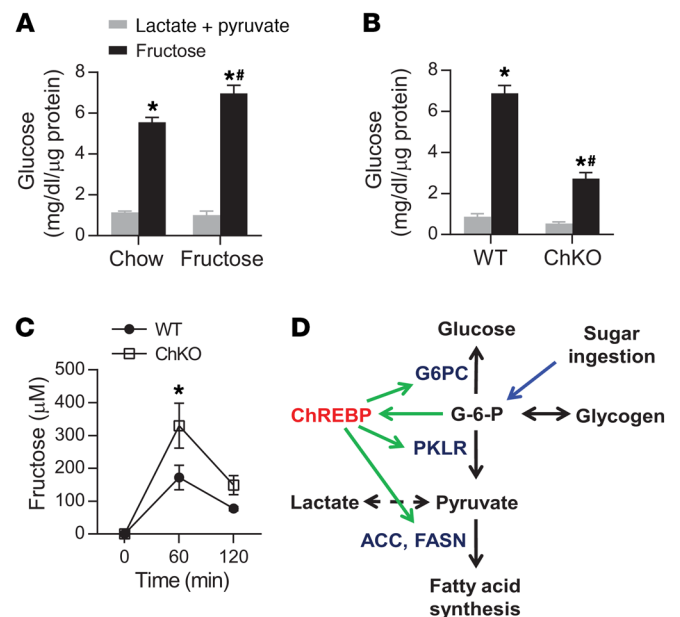 A
Lactate + pyruvate
Fructose
Glucose
(mg/dl/μg protein)
8
6
4
2
0
*
*#
Chow
Fructose
B
Glucose
(mg/dl/μg protein)
8
6
4
2
0
*
*#
WT
ChKO
C
WT
ChKO
Fructose (μM)
500
400
300
200
100
0
*
0
60
120
Time (min)
D
Glucose
Sugar
ingestion
G6PC
ChREBP
G-6-P
Glycogen
PKLR
Lactate
Pyruvate
ACC, FASN
Fatty acid
synthesis